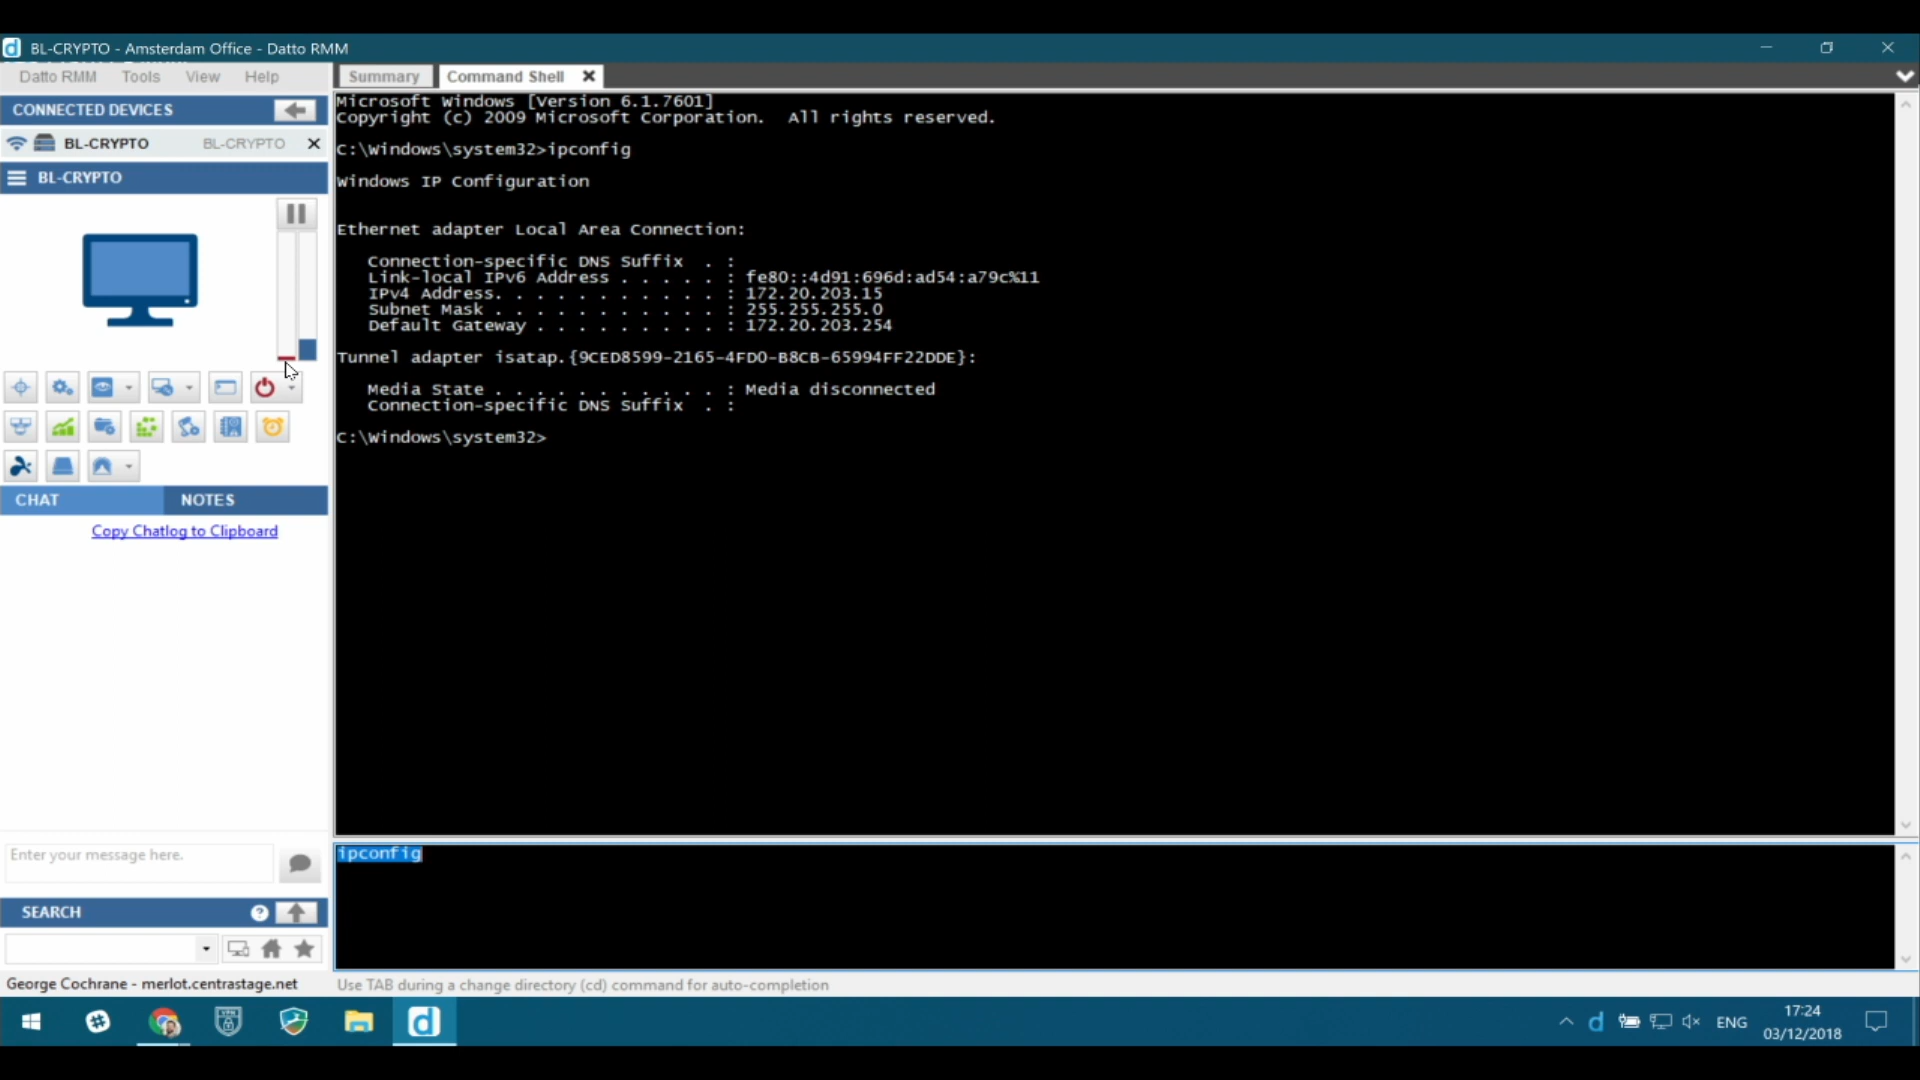 BL-CRYPTO - Amsterdam Office - Datto RMM
Datto RMM Tools View Help
Summary Command Shell
CONNECTED DEVICES
BL-CRYPTO BL-CRYPTO
BL-CRYPTO
CHAT NOTES
Copy Chatlog to Clipboard
Enter your message here.
SEARCH
George Cochrane - merlot.centrastage.net
Microsoft Windows [Version 6.1.7601]
Copyright (c) 2009 Microsoft Corporation. All rights reserved.
C:\Windows\system32>ipconfig
Windows IP Configuration
Ethernet adapter Local Area Connection:
Connection-specific DNS Suffix . :
Link-local IPv6 Address . . . . . : fe80::4d91:696d:ad54:a79c%11
IPv4 Address. . . . . . . . . . . : 172.20.203.15
Subnet Mask . . . . . . . . . . . : 255.255.255.0
Default Gateway . . . . . . . . . : 172.20.203.254
Tunnel adapter isatap.{9CED8599-2165-4FD0-B8CB-65994FF22DDE}:
Media State . . . . . . . . . . . : Media disconnected
Connection-specific DNS Suffix . :
C:\Windows\system32>
ipconfig
Use TAB during a change directory (cd) command for auto-completion
ENG
17:24
03/12/2018